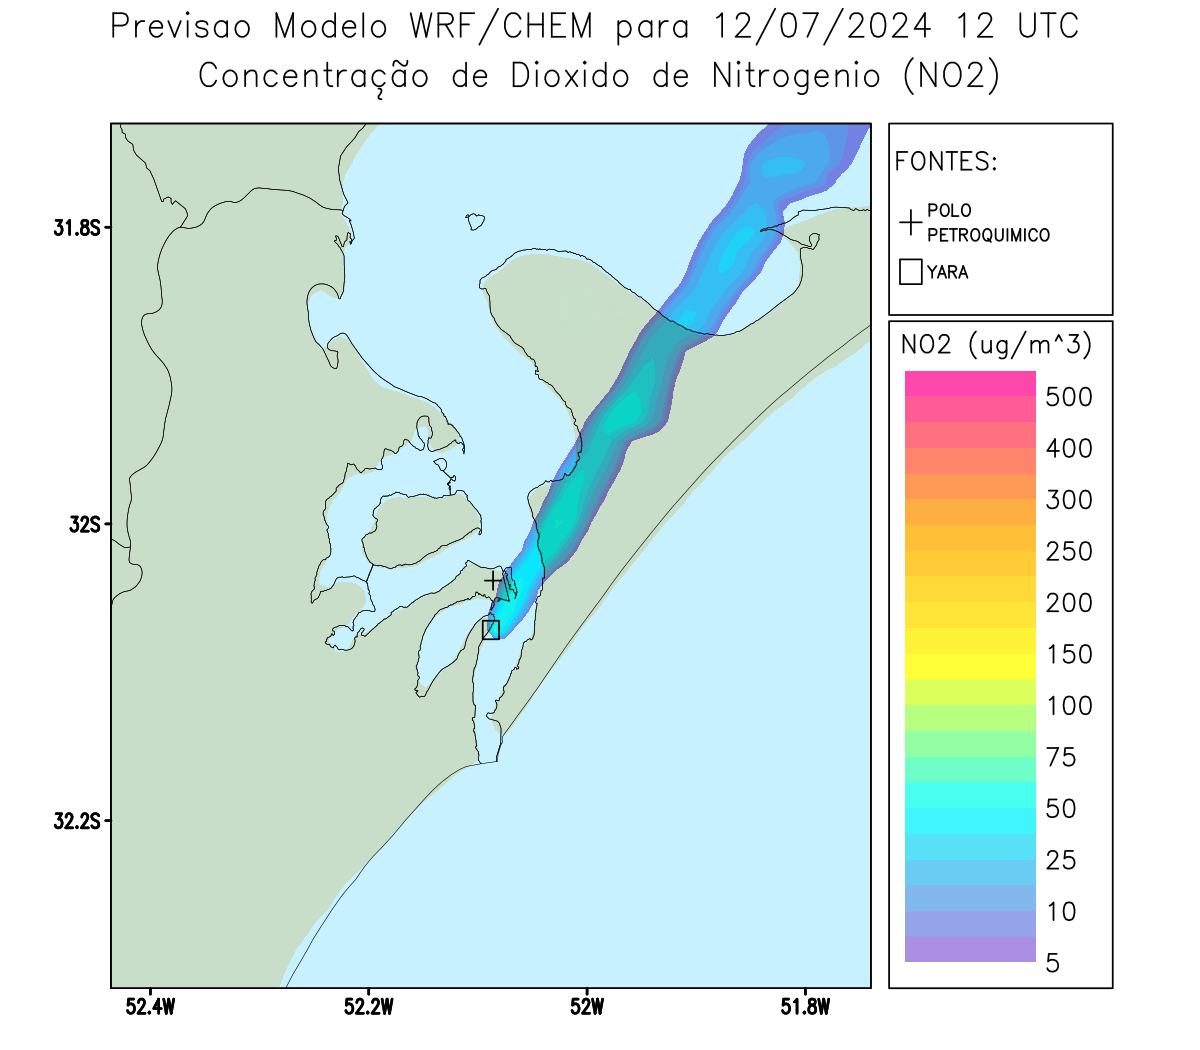 Previsao Modelo WRF/CHEM para 12/07/2024 12 UTC
Concentração de Dioxido de Nitrogenio (NO2)
FONTES:
POLO
PETROQUIMICO
YARA
NO2 (ug/m^3)
500
400
300
250
200
150
100
75
50
25
10
5
31.8S
32S
32.2S
52.4W
52.2W
52W
51.8W